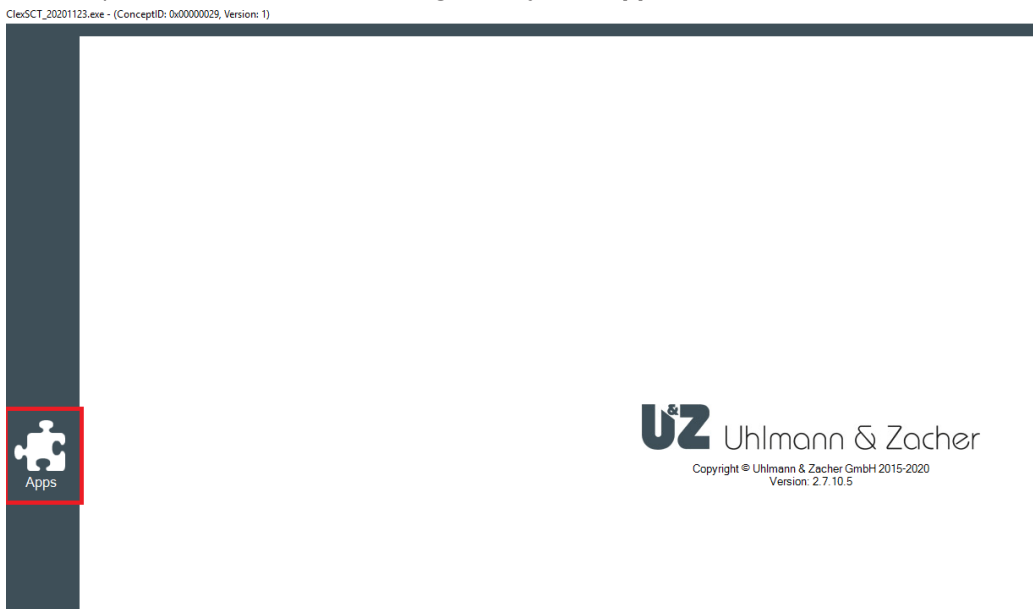 ClexSCT_20201123.exe - (ConceptID: 0x00000029, Version: 1)
U&Z Uhlmann & Zacher
Copyright © Uhlmann & Zacher GmbH 2015-2020
Version: 2.7.10.5
Apps